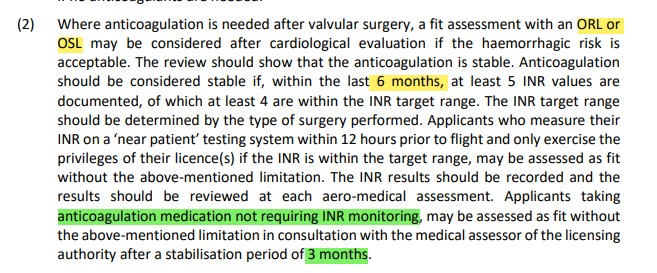 (2) Where anticoagulation is needed after valvular surgery, a fit assessment with an ORL or
OSL may be considered after cardiological evaluation if the haemorrhagic risk is
acceptable. The review should show that the anticoagulation is stable. Anticoagulation
should be considered stable if, within the last 6 months, at least 5 INR values are
documented, of which at least 4 are within the INR target range. The INR target range
should be determined by the type of surgery performed. Applicants who measure their
INR on a ‘near patient’ testing system within 12 hours prior to flight and only exercise the
privileges of their licence(s) if the INR is within the target range, may be assessed as fit
without the above-mentioned limitation. The INR results should be recorded and the
results should be reviewed at each aero-medical assessment. Applicants taking
anticoagulation medication not requiring INR monitoring, may be assessed as fit without
the above-mentioned limitation in consultation with the medical assessor of the licensing
authority after a stabilisation period of 3 months.